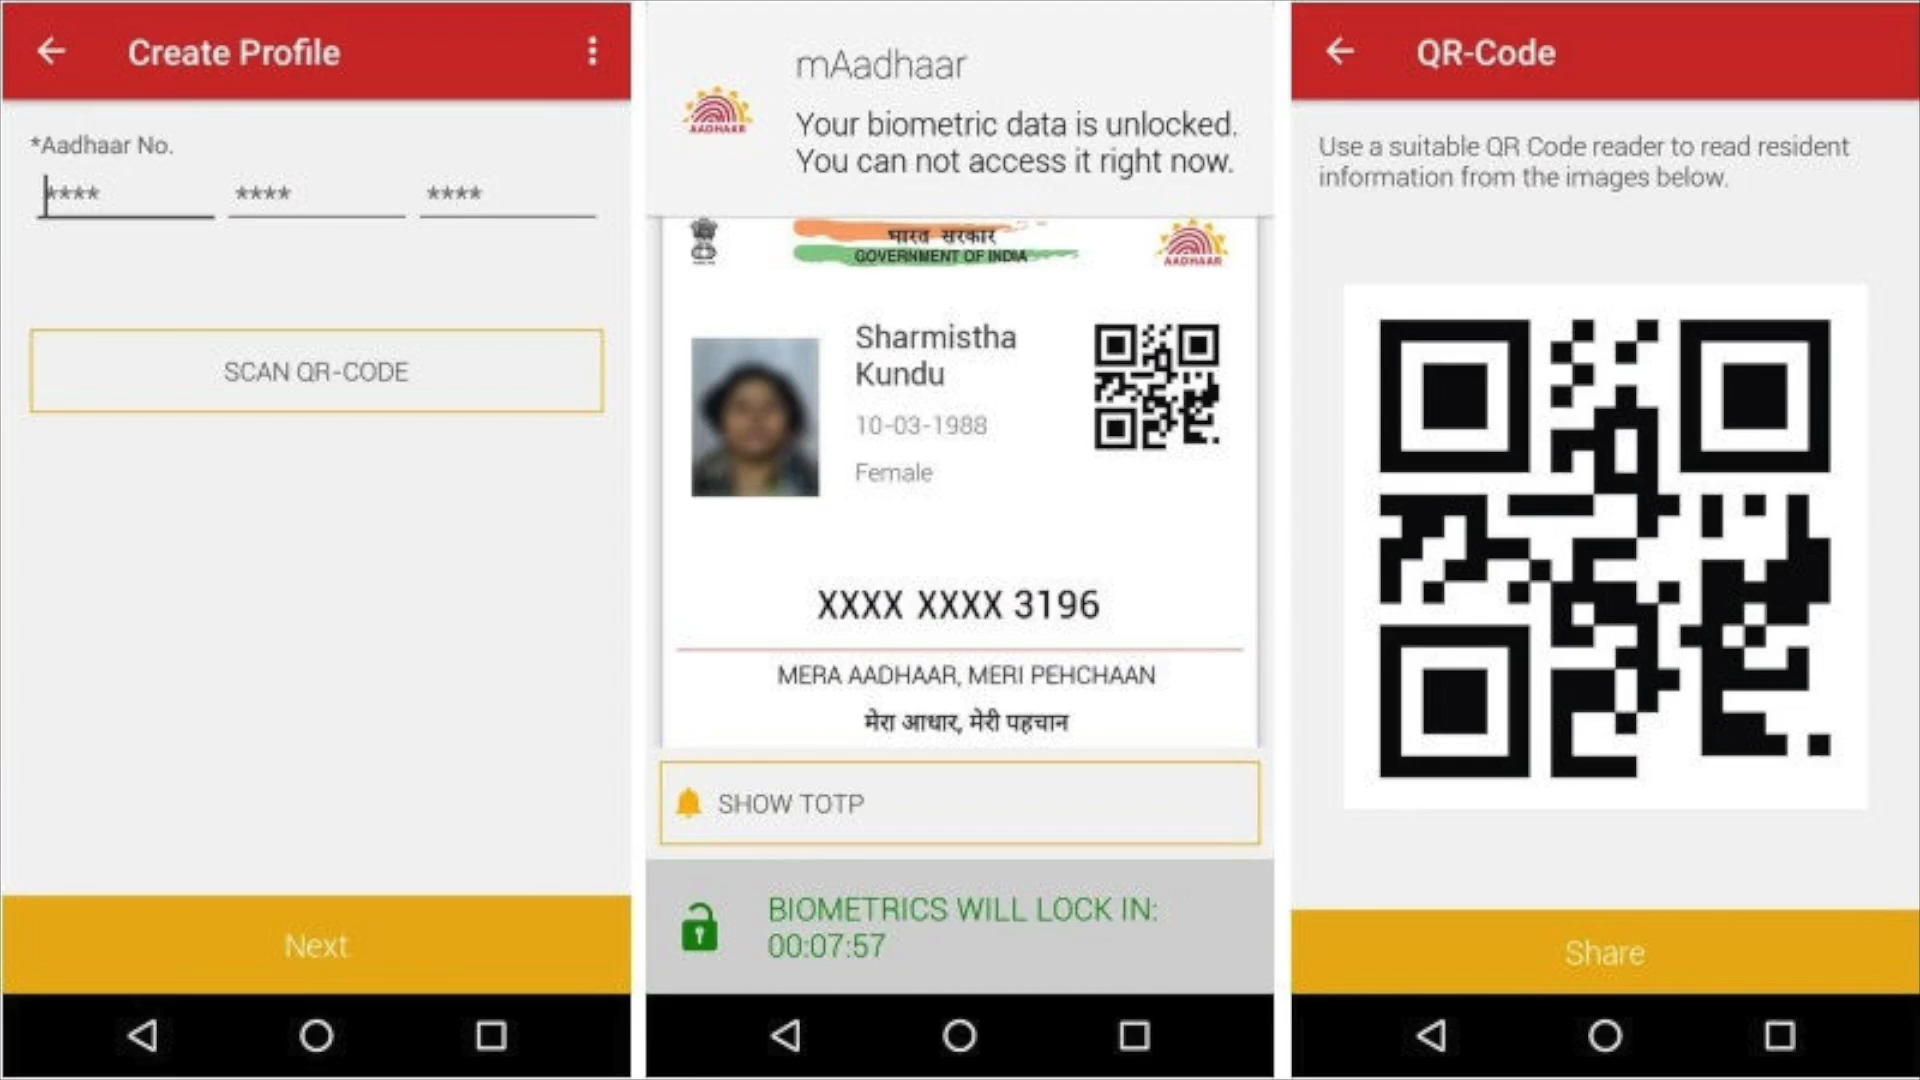 Create Profile
*Aadhaar No.
**** **** ****
SCAN QR-CODE
Next
mAadhaar
AADHAAR
Your biometric data is unlocked.
You can not access it right now.
भारत सरकार
GOVERNMENT OF INDIA
AADHAAR
Sharmistha
Kundu
10-03-1988
Female
XXXX XXXX 3196
MERA AADHAAR, MERI PEHCHAAN
मेरा आधार, मेरी पहचान
SHOW TOTP
BIOMETRICS WILL LOCK IN:
00:07:57
QR-Code
Use a suitable QR Code reader to read resident
information from the images below.
Share